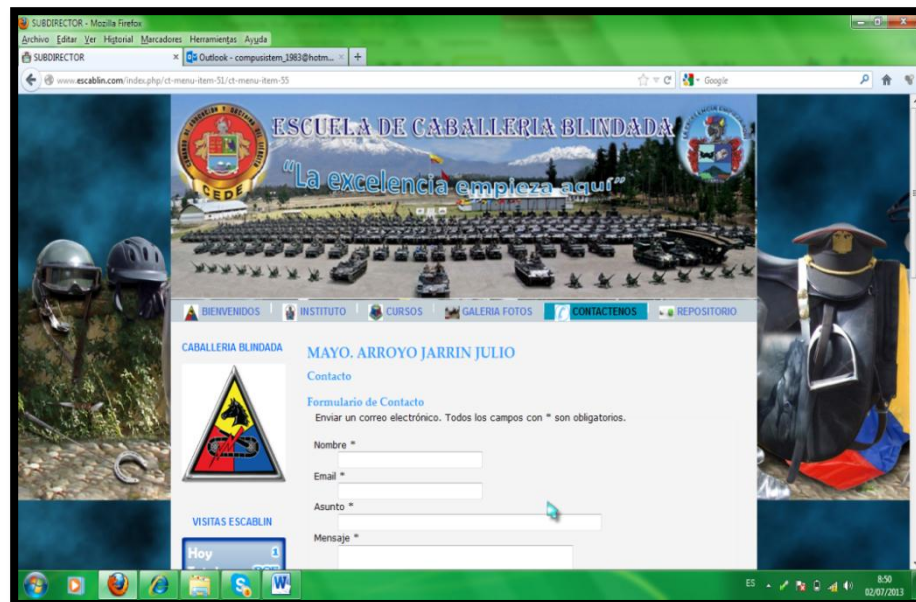 SUBDIRECTOR - Mozilla Firefox
Archivo Editar Ver Historial Marcadores Herramientas Ayuda
SUBDIRECTOR
Outlook - compusistem_1983@hotm...
www.escablin.com/index.php/ct-menu-item-51/ct-menu-item-55
Google
ESCUELA DE CABALLERIA BLINDADA
"La excelencia empieza aquí"
CEDE
BIENVENIDOS INSTITUTO CURSOS GALERIA FOTOS CONTACTENOS REPOSITORIO
CABALLERIA BLINDADA
MAYO. ARROYO JARRIN JULIO
Contacto
Formulario de Contacto
Enviar un correo electrónico. Todos los campos con * son obligatorios.
Nombre *
Email *
Asunto *
Mensaje *
VISITAS ESCABLIN
Hoy 1
ES
8:50
02/07/2013